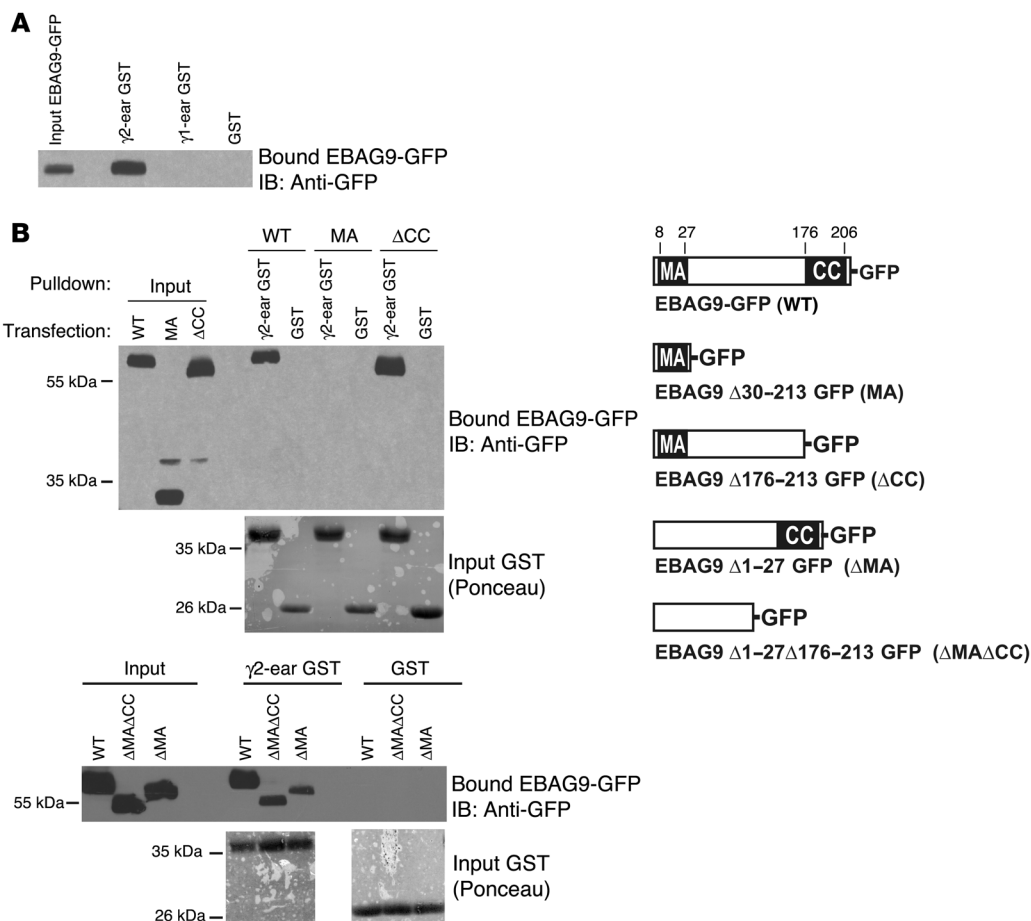 A
Input EBAG9-GFP
γ2-ear GST
γ1-ear GST
GST
Bound EBAG9-GFP
IB: Anti-GFP
B
WT MA ΔCC
Pulldown: Input γ2-ear GST GST γ2-ear GST GST γ2-ear GST GST
Transfection: WT MA ΔCC
55 kDa
35 kDa
Bound EBAG9-GFP
IB: Anti-GFP
35 kDa
26 kDa
Input GST
(Ponceau)
Input γ2-ear GST GST
WT ΔMAΔCC ΔMA WT ΔMAΔCC ΔMA WT ΔMAΔCC ΔMA
55 kDa
Bound EBAG9-GFP
IB: Anti-GFP
35 kDa
26 kDa
Input GST
(Ponceau)
8 27 176 206
MA CC GFP
EBAG9-GFP (WT)
MA GFP
EBAG9 Δ30–213 GFP (MA)
MA GFP
EBAG9 Δ176–213 GFP (ΔCC)
CC GFP
EBAG9 Δ1–27 GFP (ΔMA)
GFP
EBAG9 Δ1–27Δ176–213 GFP (ΔMAΔCC)